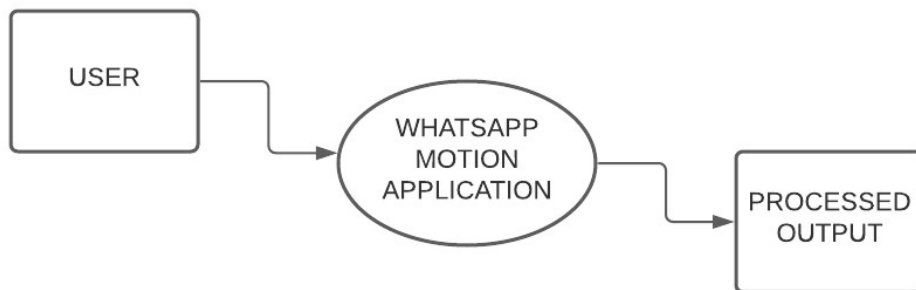 USER
WHATSAPP
MOTION
APPLICATION
PROCESSED
OUTPUT